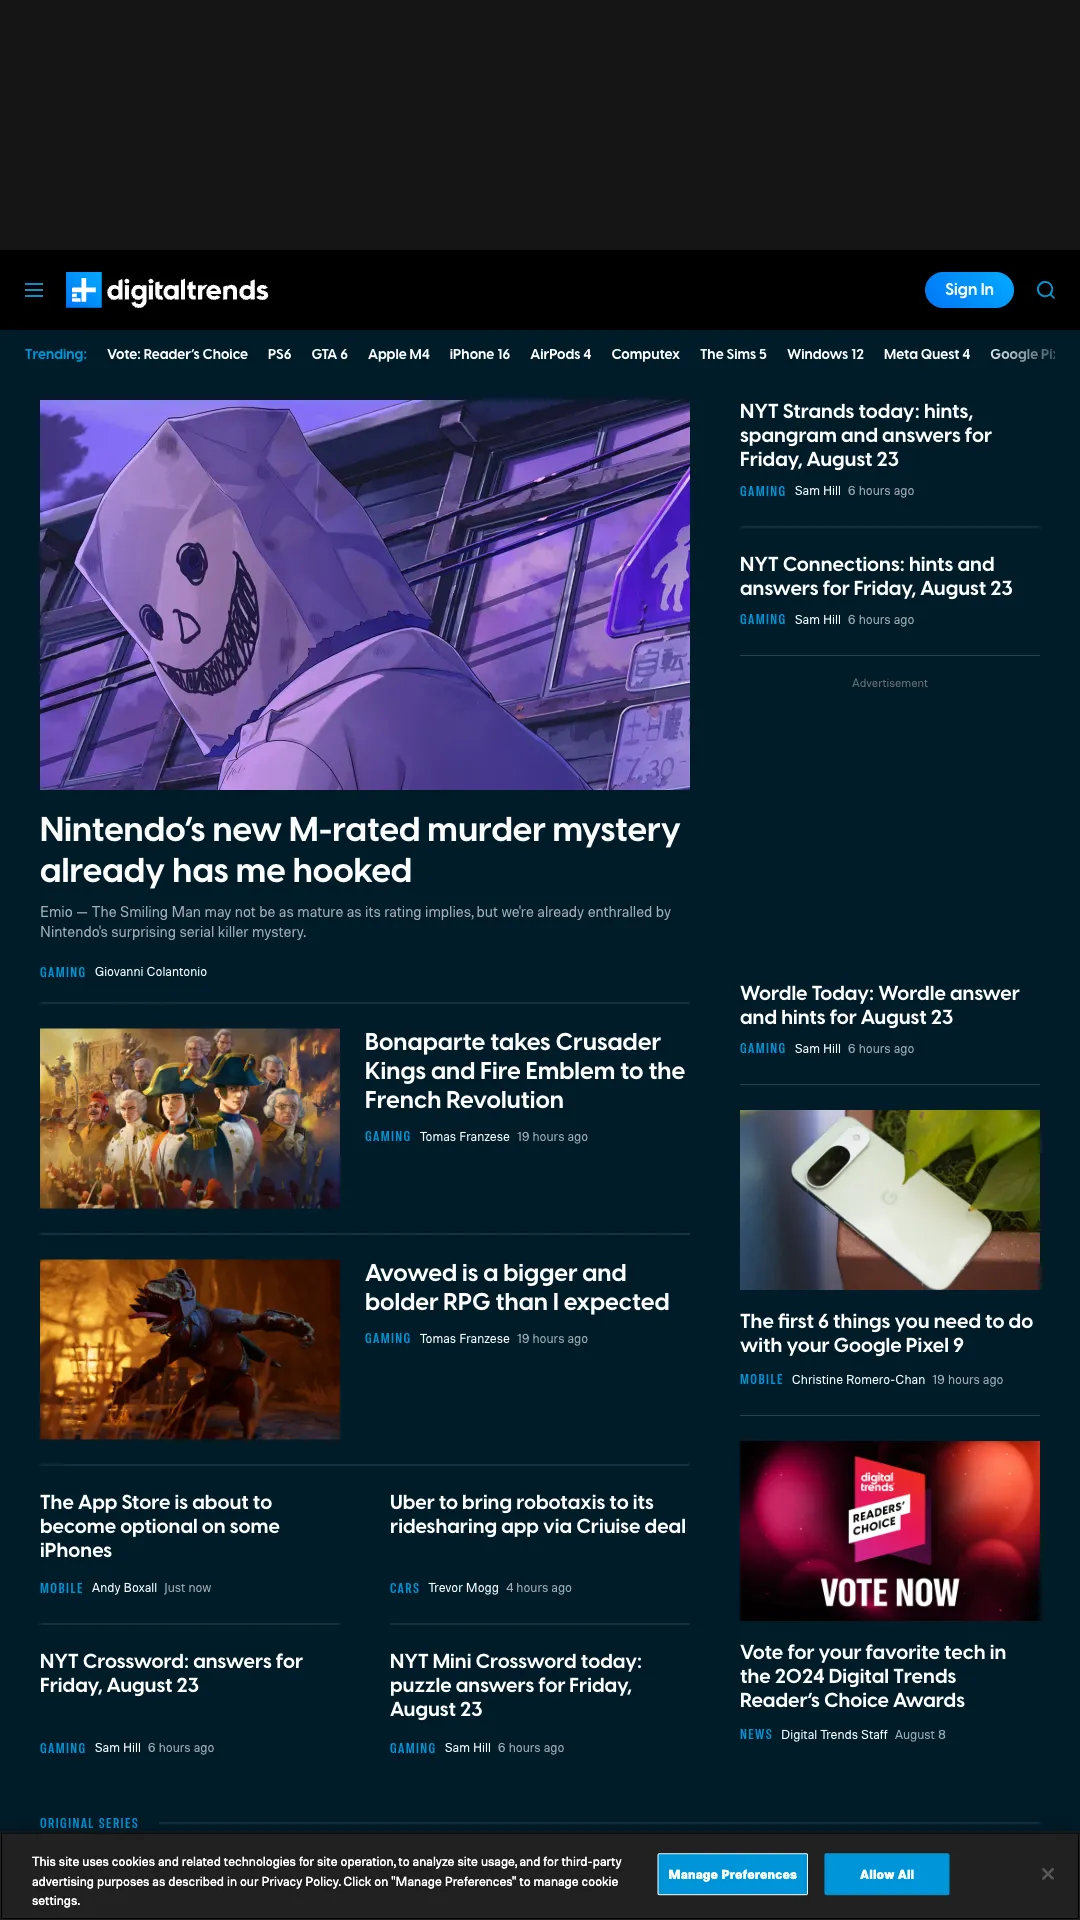 digitaltrends
Sign In
Trending: Vote: Reader's Choice PS6 GTA 6 Apple M4 iPhone 16 AirPods 4 Computex The Sims 5 Windows 12 Meta Quest 4 Google
Nintendo's new M-rated murder mystery
already has me hooked
Emio — The Smiling Man may not be as mature as its rating implies, but we're already enthralled by
Nintendo's surprising serial killer mystery.
GAMING Giovanni Colantonio
Bonaparte takes Crusader
Kings and Fire Emblem to the
French Revolution
GAMING Tomas Franzese 19 hours ago
Avowed is a bigger and
bolder RPG than I expected
GAMING Tomas Franzese 19 hours ago
The App Store is about to
become optional on some
iPhones
MOBILE Andy Boxall Just now
Uber to bring robotaxis to its
ridesharing app via Criuise deal
CARS Trevor Mogg 4 hours ago
NYT Crossword: answers for
Friday, August 23
GAMING Sam Hill 6 hours ago
NYT Mini Crossword today:
puzzle answers for Friday,
August 23
GAMING Sam Hill 6 hours ago
NYT Strands today: hints,
spangram and answers for
Friday, August 23
GAMING Sam Hill 6 hours ago
NYT Connections: hints and
answers for Friday, August 23
GAMING Sam Hill 6 hours ago
Advertisement
Wordle Today: Wordle answer
and hints for August 23
GAMING Sam Hill 6 hours ago
The first 6 things you need to do
with your Google Pixel 9
MOBILE Christine Romero-Chan 19 hours ago
digital
trends
READERS'
CHOICE
VOTE NOW
Vote for your favorite tech in
the 2024 Digital Trends
Reader's Choice Awards
NEWS Digital Trends Staff August 8
ORIGINAL SERIES
This site uses cookies and related technologies for site operation, to analyze site usage, and for third-party
advertising purposes as described in our Privacy Policy. Click on "Manage Preferences" to manage cookie
settings.
Manage Preferences
Allow All